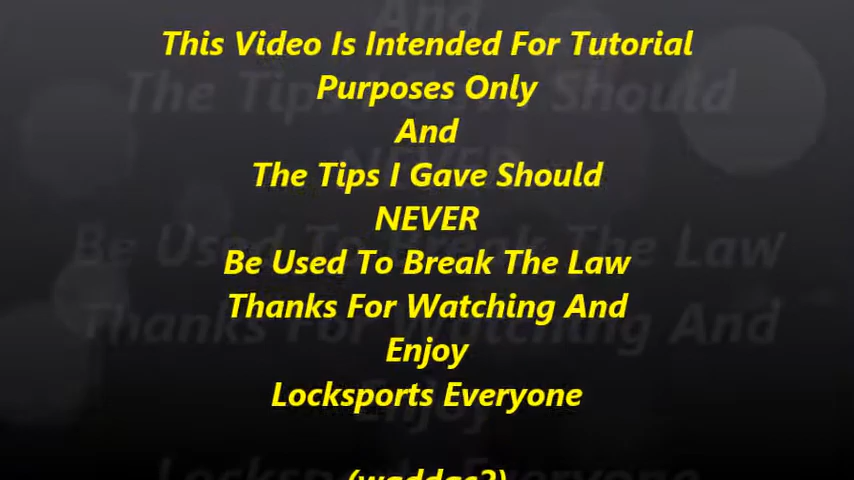 This Video Is Intended For Tutorial
Purposes Only
And
The Tips I Gave Should
NEVER
Be Used To Break The Law
Thanks For Watching And
Enjoy
Locksports Everyone